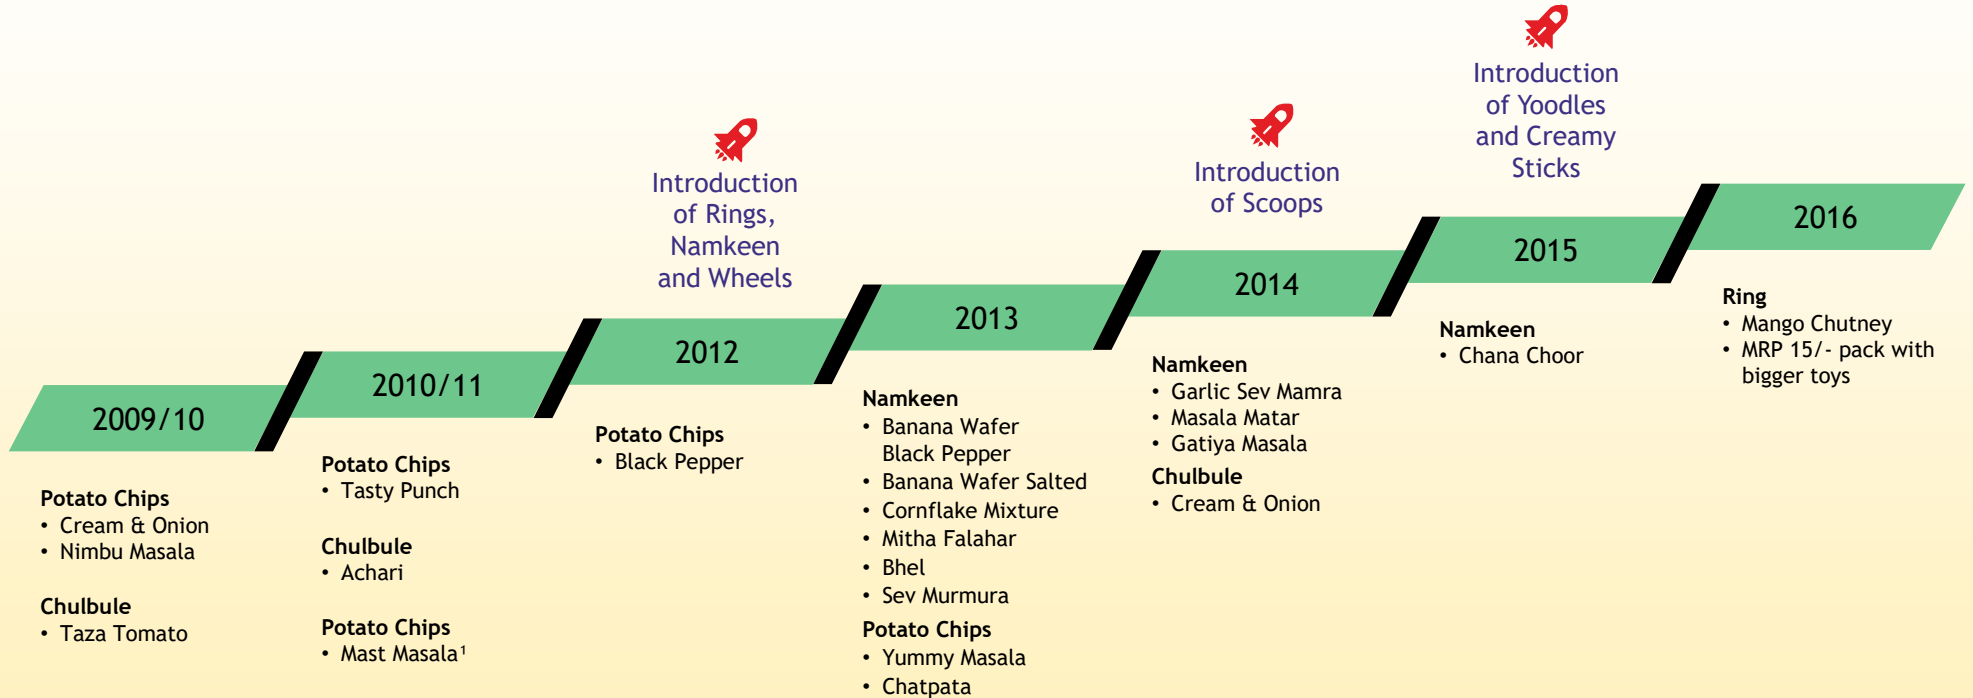 2009/10
Potato Chips
• Cream & Onion
• Nimbu Masala
Chulbule
• Taza Tomato
2010/11
Potato Chips
• Tasty Punch
Chulbule
• Achari
Potato Chips
• Mast Masala¹
Introduction
of Rings,
Namkeen
and Wheels
2012
Potato Chips
• Black Pepper
2013
Namkeen
• Banana Wafer
Black Pepper
• Banana Wafer Salted
• Cornflake Mixture
• Mitha Falahar
• Bhel
• Sev Murmura
Potato Chips
• Yummy Masala
• Chatpata
Introduction
of Scoops
2014
Namkeen
• Garlic Sev Mamra
• Masala Matar
• Gatiya Masala
Chulbule
• Cream & Onion
Introduction
of Yoodles
and Creamy
Sticks
2015
Namkeen
• Chana Choor
2016
Ring
• Mango Chutney
• MRP 15/- pack with
bigger toys